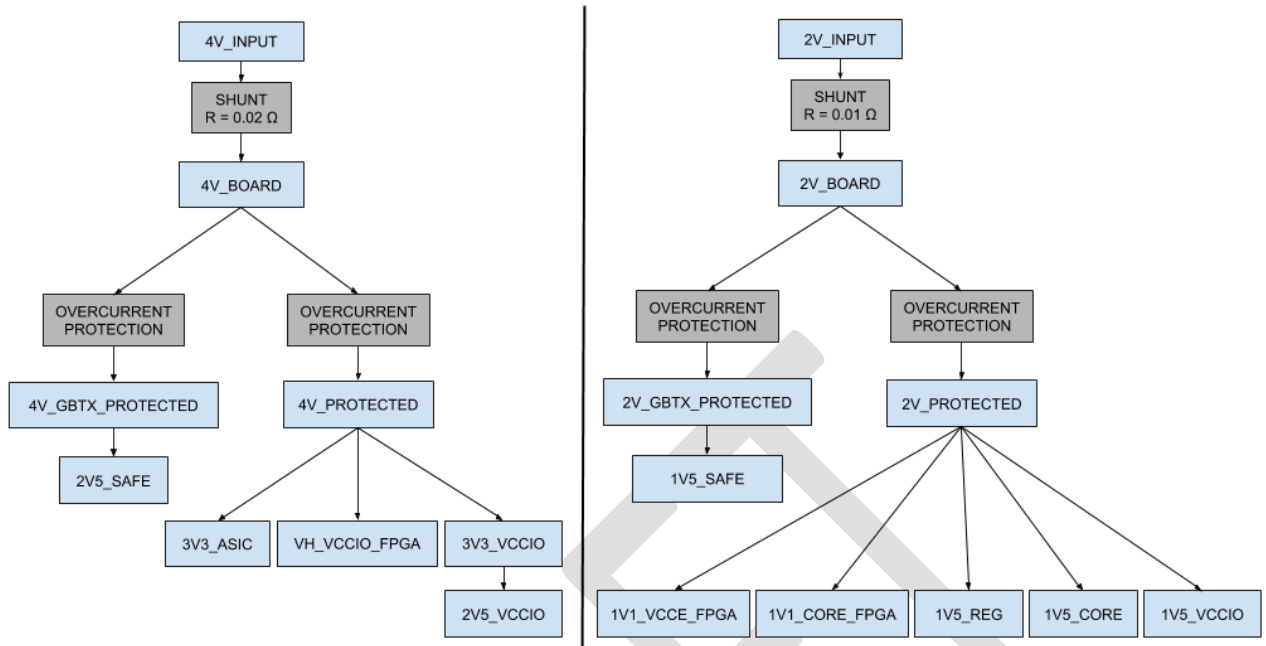 4V_INPUT
SHUNT
R = 0.02 Ω
4V_BOARD
OVERCURRENT
PROTECTION
OVERCURRENT
PROTECTION
4V_GBTX_PROTECTED
4V_PROTECTED
2V5_SAFE
3V3_ASIC
VH_VCCIO_FPGA
3V3_VCCIO
2V5_VCCIO
2V_INPUT
SHUNT
R = 0.01 Ω
2V_BOARD
OVERCURRENT
PROTECTION
OVERCURRENT
PROTECTION
2V_GBTX_PROTECTED
2V_PROTECTED
1V5_SAFE
1V1_VCCE_FPGA
1V1_CORE_FPGA
1V5_REG
1V5_CORE
1V5_VCCIO